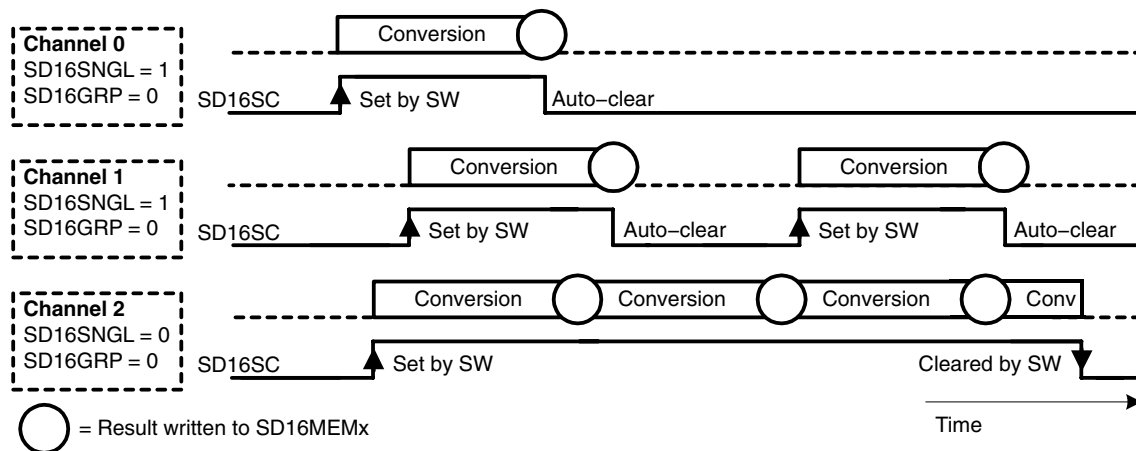 Channel 0
SD16SNGL = 1
SD16GRP = 0
Conversion
SD16SC
Set by SW
Auto−clear
Channel 1
SD16SNGL = 1
SD16GRP = 0
Conversion
Conversion
SD16SC
Set by SW
Auto−clear
Set by SW
Auto−clear
Channel 2
SD16SNGL = 0
SD16GRP = 0
Conversion
Conversion
Conversion
Conv
SD16SC
Set by SW
Cleared by SW
= Result written to SD16MEMx
Time